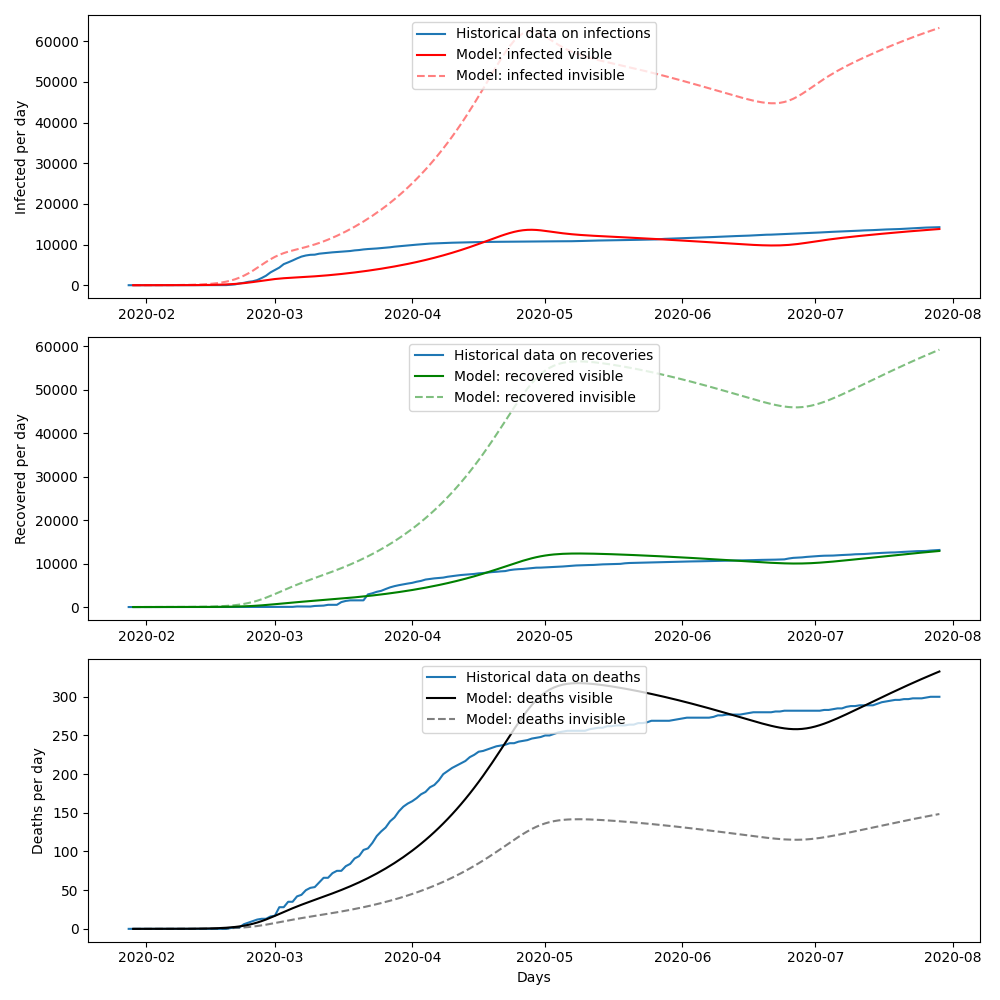 Infected per day
60000
50000
40000
30000
20000
10000
0
Historical data on infections
Model: infected visible
Model: infected invisible
2020-02 2020-03 2020-04 2020-05 2020-06 2020-07 2020-08
Recovered per day
60000
50000
40000
30000
20000
10000
0
Historical data on recoveries
Model: recovered visible
Model: recovered invisible
2020-02 2020-03 2020-04 2020-05 2020-06 2020-07 2020-08
Deaths per day
300
250
200
150
100
50
0
Historical data on deaths
Model: deaths visible
Model: deaths invisible
2020-02 2020-03 2020-04 2020-05 2020-06 2020-07 2020-08
Days